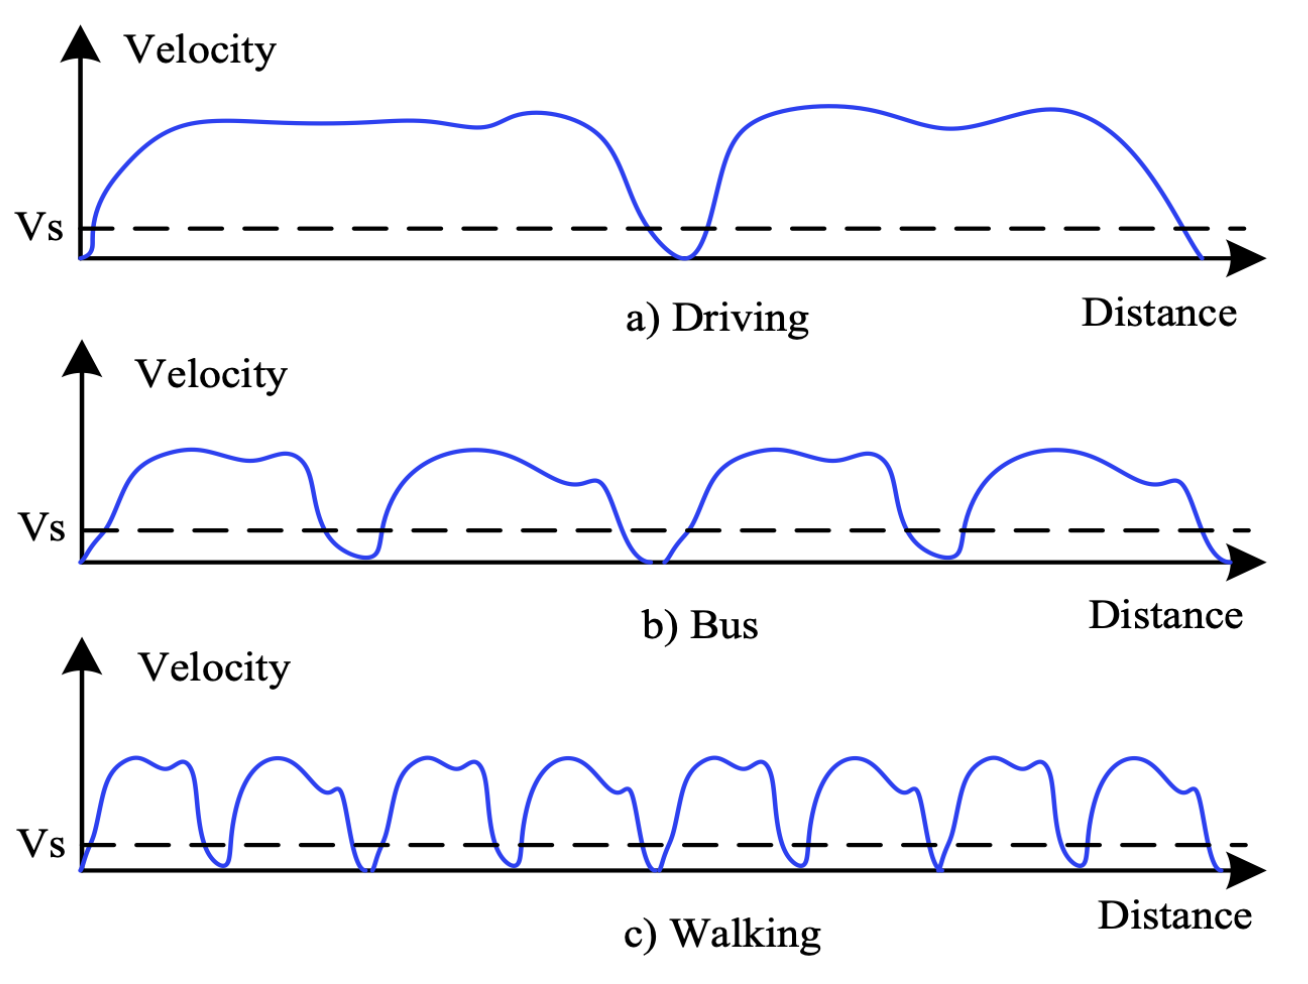 Velocity
Vs
Distance
a) Driving
Velocity
Vs
Distance
b) Bus
Velocity
Vs
Distance
c) Walking